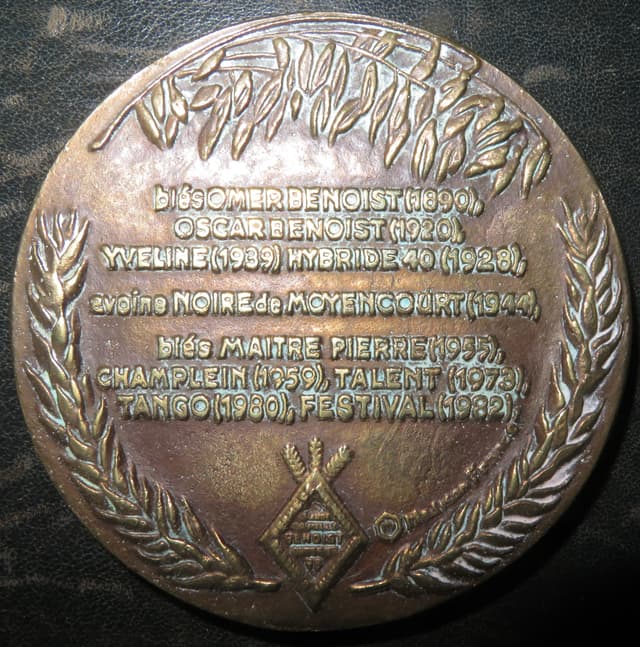 blés OMER BENOIST (1890),
OSCAR BENOIST (1920),
YVELINE (1939) HYBRIDE 40 (1928),
avoine NOIRE de MOYENCOURT (1944),
blés MAITRE PIERRE (1955),
CHAMPLEIN (1959), TALENT (1973),
TANGO (1980), FESTIVAL (1982),
BENOIST